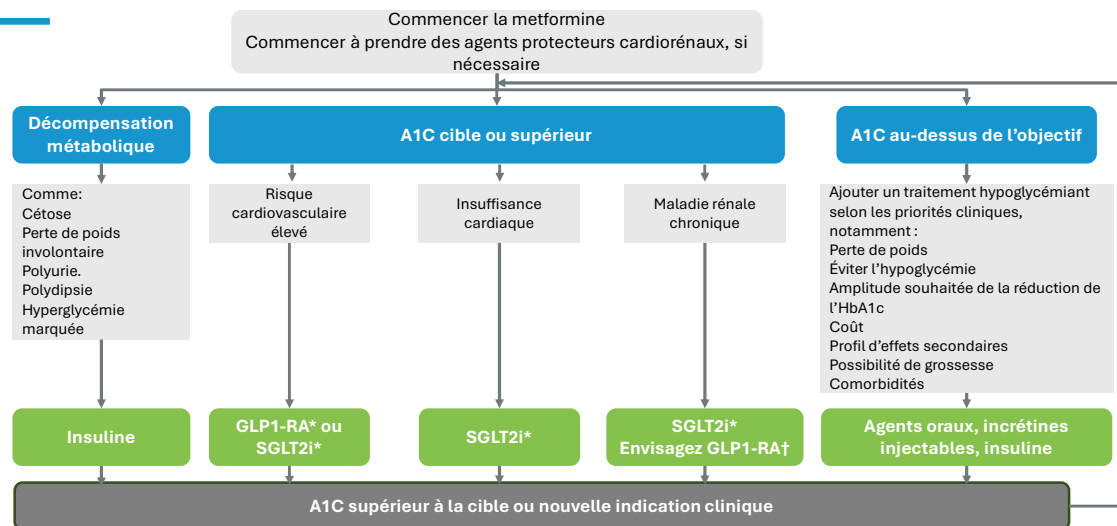 Commencer la metformine
Commencer à prendre des agents protecteurs cardiorénaux, si
nécessaire
Décompensation
métabolique
A1C cible ou supérieur
A1C au-dessus de l’objectif
Comme:
Cétose
Perte de poids
involontaire
Polyurie.
Polydipsie
Hyperglycémie
marquée
Risque
cardiovasculaire
élevé
Insuffisance
cardiaque
Maladie rénale
chronique
Ajouter un traitement hypoglycémiant
selon les priorités cliniques,
notamment :
Perte de poids
Éviter l’hypoglycémie
Amplitude souhaitée de la réduction de
l’HbA1c
Coût
Profil d’effets secondaires
Possibilité de grossesse
Comorbidités
Insuline
GLP1-RA* ou
SGLT2i*
SGLT2i*
SGLT2i*
Envisagez GLP1-RA†
Agents oraux, incrétines
injectables, insuline
A1C supérieur à la cible ou nouvelle indication clinique